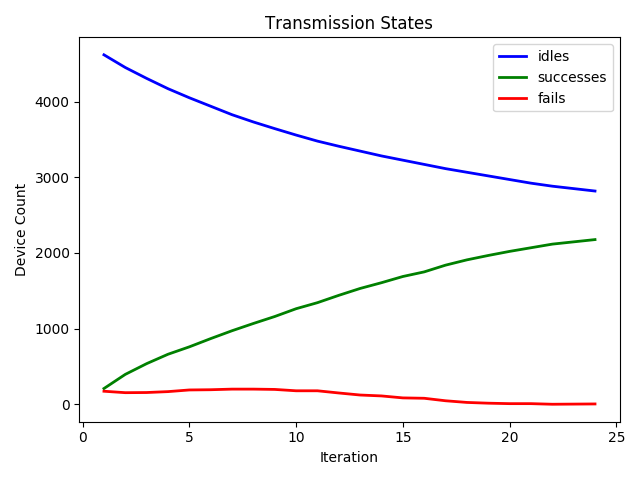 Transmission States
idles
successes
fails
Device Count
4000
3000
2000
1000
0
0 5 10 15 20 25
Iteration